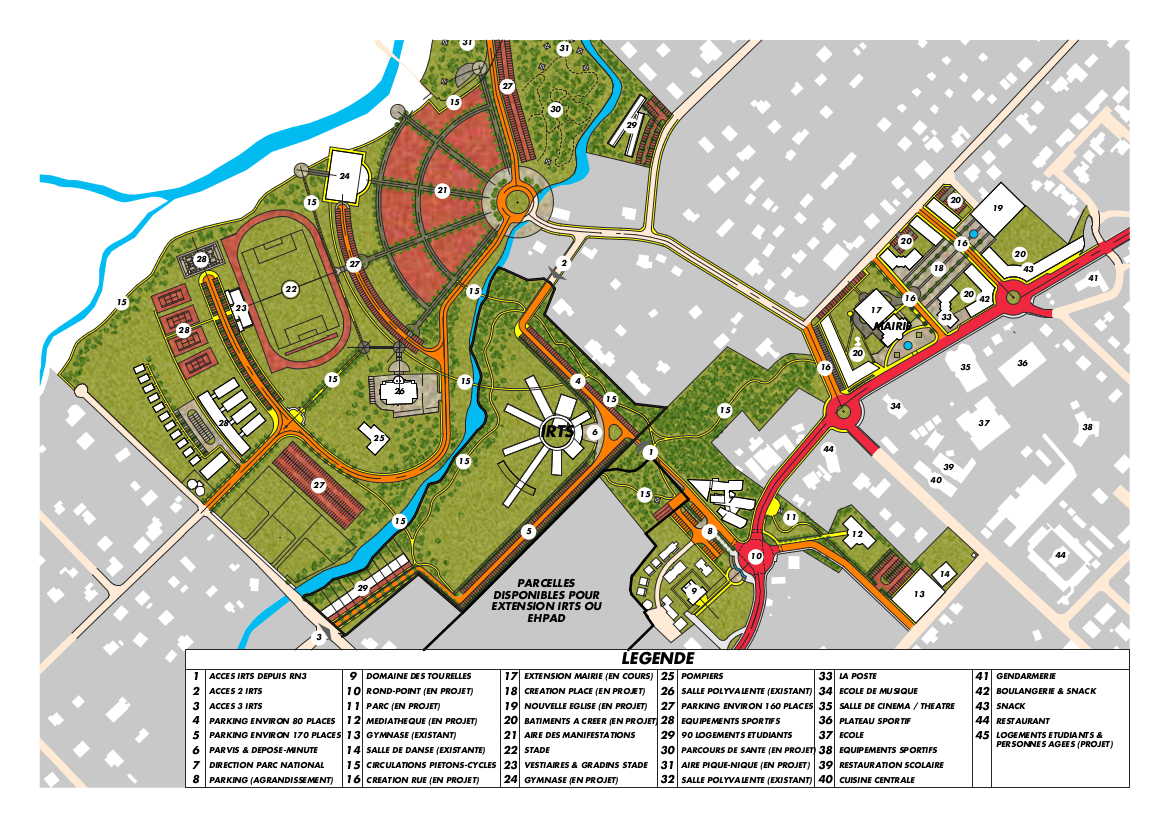 31
31
27
15
30
29
24
21
15
20
19
20
16
20
2
28
27
18
43
15
15
22
23
17
16
20
42
41
28
MAIRIE
33
20
15
4
15
26
16
35
36
15
15
34
28
25
IRTS
6
37
38
1
44
15
39
40
27
15
15
5
8
11
12
44
10
14
29
9
13
PARCELLES
DISPONIBLES POUR
EXTENSION IRTS OU
EHPAD
3
LEGENDE
1 ACCES IRTS DEPUIS RN3
2 ACCES 2 IRTS
3 ACCES 3 IRTS
4 PARKING ENVIRON 80 PLACES
5 PARKING ENVIRON 170 PLACES
6 PARVIS & DEPOSE-MINUTE
7 DIRECTION PARC NATIONAL
8 PARKING (AGRANDISSEMENT)
9 DOMAINE DES TOURELLES
10 ROND-POINT (EN PROJET)
11 PARC (EN PROJET)
12 MEDIATHEQUE (EN PROJET)
13 GYMNASE (EXISTANT)
14 SALLE DE DANSE (EXISTANTE)
15 CIRCULATIONS PIETONS-CYCLES
16 CREATION RUE (EN PROJET)
17 EXTENSION MAIRIE (EN COURS)
18 CREATION PLACE (EN PROJET)
19 NOUVELLE EGLISE (EN PROJET)
20 BATIMENTS A CREER (EN PROJET)
21 AIRE DES MANIFESTATIONS
22 STADE
23 VESTIAIRES & GRADINS STADE
24 GYMNASE (EN PROJET)
25 POMPIERS
26 SALLE POLYVALENTE (EXISTANT)
27 PARKING ENVIRON 160 PLACES
28 EQUIPEMENTS SPORTIFS
29 90 LOGEMENTS ETUDIANTS
30 PARCOURS DE SANTE (EN PROJET)
31 AIRE PIQUE-NIQUE (EN PROJET)
32 SALLE POLYVALENTE (EXISTANT)
33 LA POSTE
34 ECOLE DE MUSIQUE
35 SALLE DE CINEMA / THEATRE
36 PLATEAU SPORTIF
37 ECOLE
38 EQUIPEMENTS SPORTIFS
39 RESTAURATION SCOLAIRE
40 CUISINE CENTRALE
41 GENDARMERIE
42 BOULANGERIE & SNACK
43 SNACK
44 RESTAURANT
45 LOGEMENTS ETUDIANTS &
PERSONNES AGEES (PROJET)